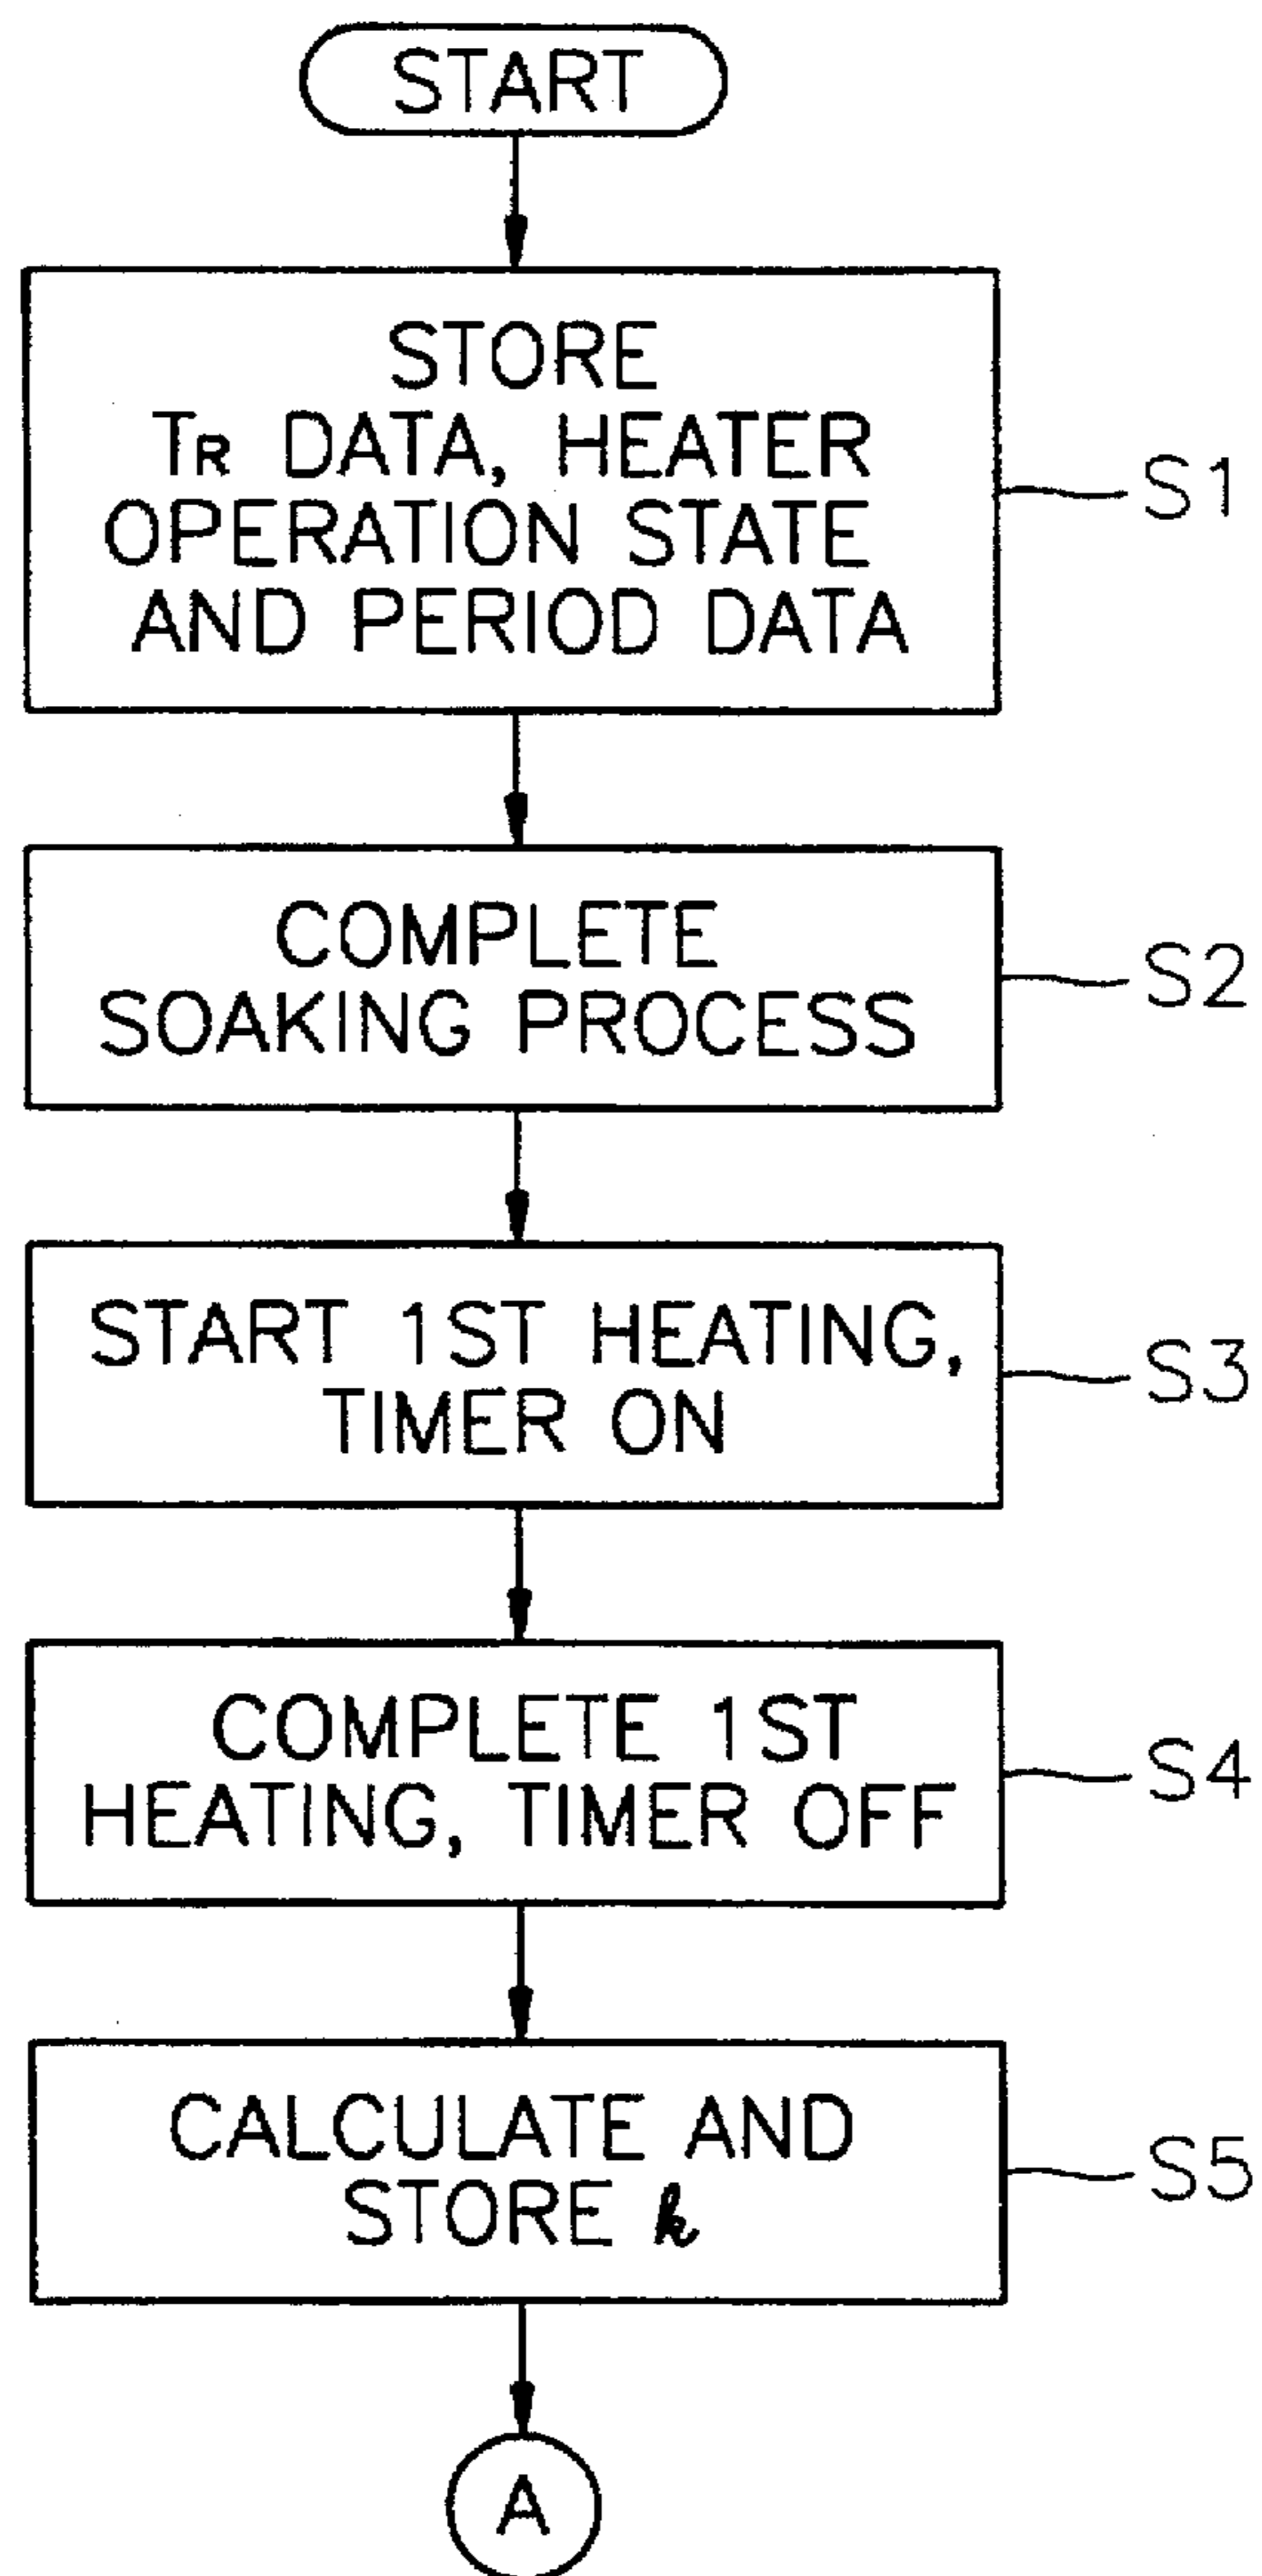 START
STORE
TR DATA, HEATER
OPERATION STATE
AND PERIOD DATA
S1
COMPLETE
SOAKING PROCESS
S2
START 1ST HEATING,
TIMER ON
S3
COMPLETE 1ST
HEATING, TIMER OFF
S4
CALCULATE AND
STORE k
S5
A